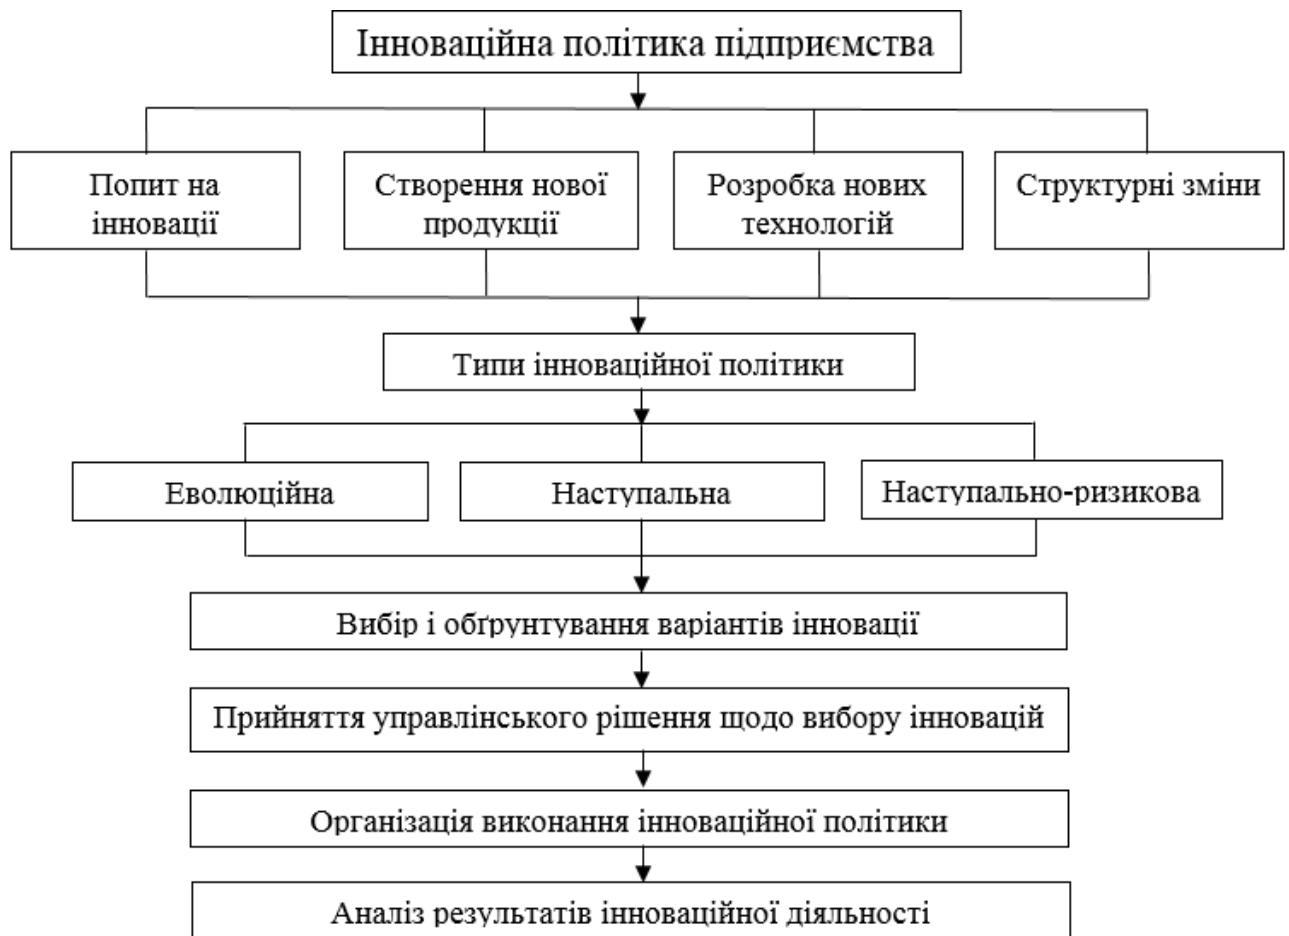 Інноваційна політика підприємства
Попит на
інновації
Створення нової
продукції
Розробка нових
технологій
Структурні зміни
Типи інноваційної політики
Еволюційна
Наступальна
Наступально-ризикова
Вибір і обґрунтування варіантів інновації
Прийняття управлінського рішення щодо вибору інновацій
Організація виконання інноваційної політики
Аналіз результатів інноваційної діяльності